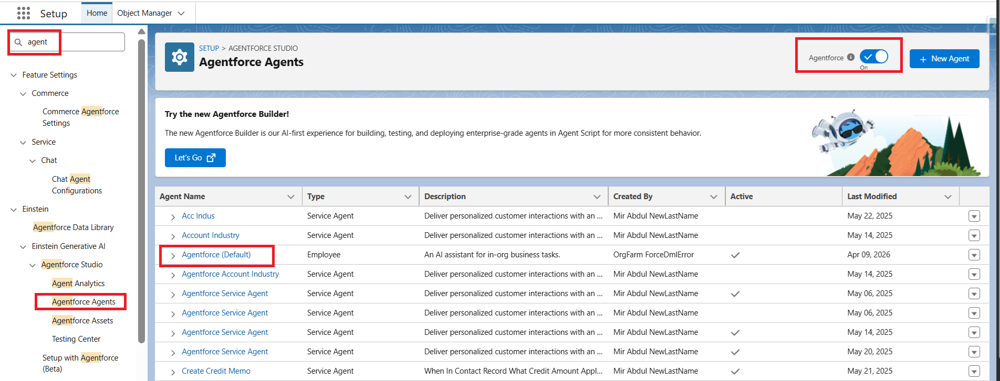 Setup
Home
Object Manager
agent
Feature Settings
Commerce
Commerce Agentforce
Settings
Service
Chat
Chat Agent
Configurations
Einstein
Agentforce Data Library
Einstein Generative AI
Agentforce Studio
Agent Analytics
Agentforce Agents
Agentforce Assets
Testing Center
Setup with Agentforce
(Beta)
SETUP > AGENTFORCE STUDIO
Agentforce Agents
Agentforce
On
New Agent
Try the new Agentforce Builder!
The new Agentforce Builder is our AI-first experience for building, testing, and deploying enterprise-grade agents in Agent Script for more consistent behavior.
Let's Go
Agent Name Type Description Created By Active Last Modified
Acc Indus Service Agent Deliver personalized customer interactions with an ... Mir Abdul NewLastName May 22, 2025
Account Industry Service Agent Deliver personalized customer interactions with an ... Mir Abdul NewLastName May 14, 2025
Agentforce (Default) Employee An AI assistant for in-org business tasks. OrgFarm ForceDmlError Apr 09, 2026
Agentforce Account Industry Service Agent Deliver personalized customer interactions with an ... Mir Abdul NewLastName May 14, 2025
Agentforce Service Agent Service Agent Deliver personalized customer interactions with an ... Mir Abdul NewLastName May 06, 2025
Agentforce Service Agent Service Agent Deliver personalized customer interactions with an ... Mir Abdul NewLastName May 06, 2025
Agentforce Service Agent Service Agent Deliver personalized customer interactions with an ... Mir Abdul NewLastName May 14, 2025
Agentforce Service Agent Service Agent Deliver personalized customer interactions with an ... Mir Abdul NewLastName May 20, 2025
Create Credit Memo Service Agent When In Contact Record What Credit Amount Appl... Mir Abdul NewLastName May 21, 2025